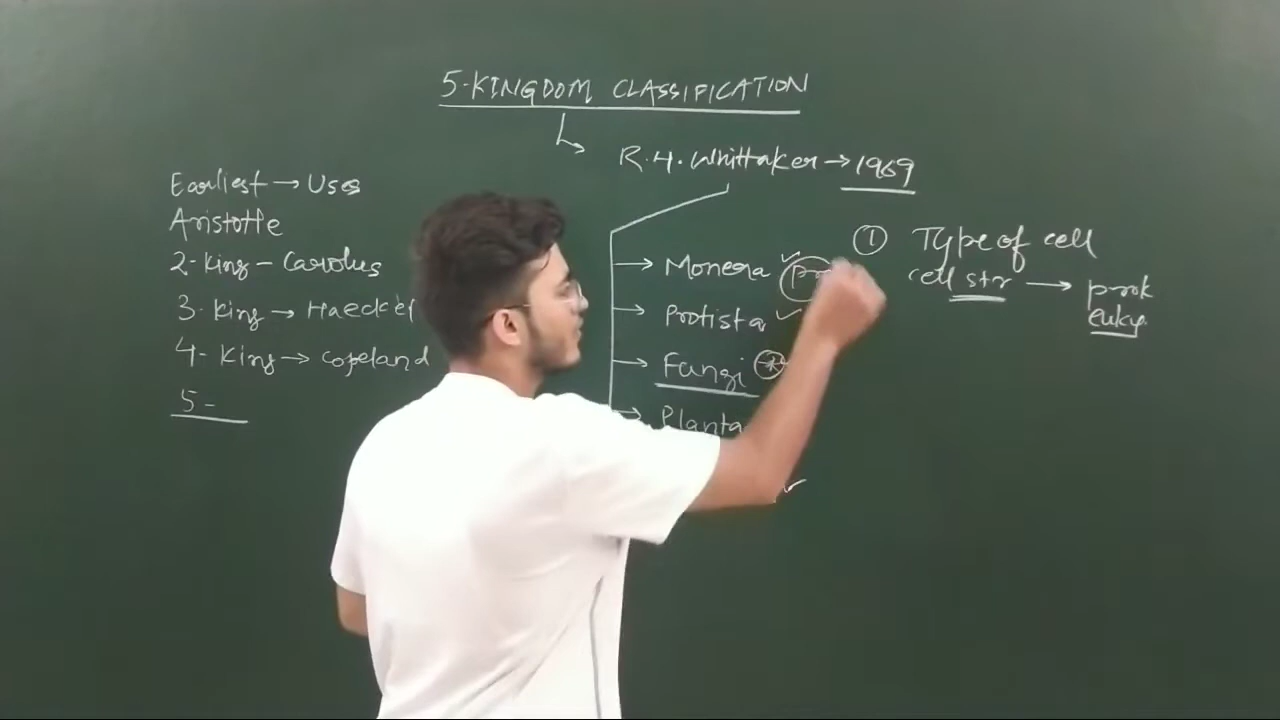 5-KINGDOM CLASSIFICATION
R.H. Whittaker → 1969
Earliest → Uses
Aristotle
2-King - Carolus
3-King → Haeckel
4-King → Copeland
5-
→ Monera ✓
→ Protista ✓
→ Fangi *
→ Planta
✓
① Type of cell
cell str → prok
euky.